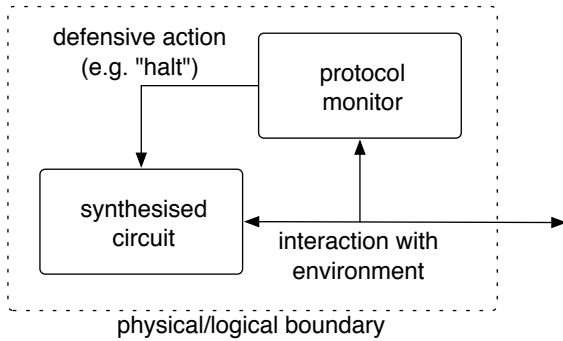 defensive action
(e.g. "halt")
protocol
monitor
synthesised
circuit
interaction with
environment
physical/logical boundary